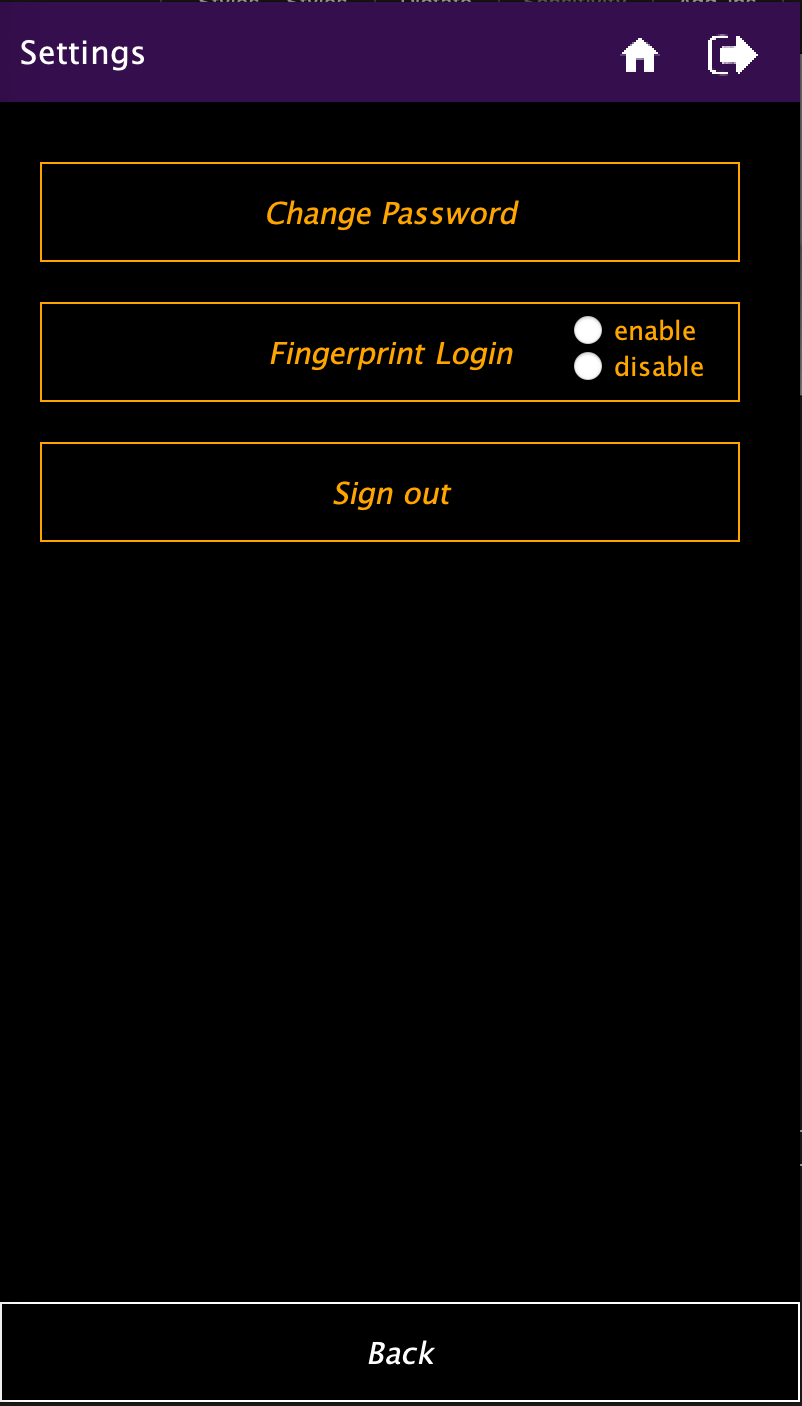 Settings
Change Password
Fingerprint Login
enable
disable
Sign out
Back